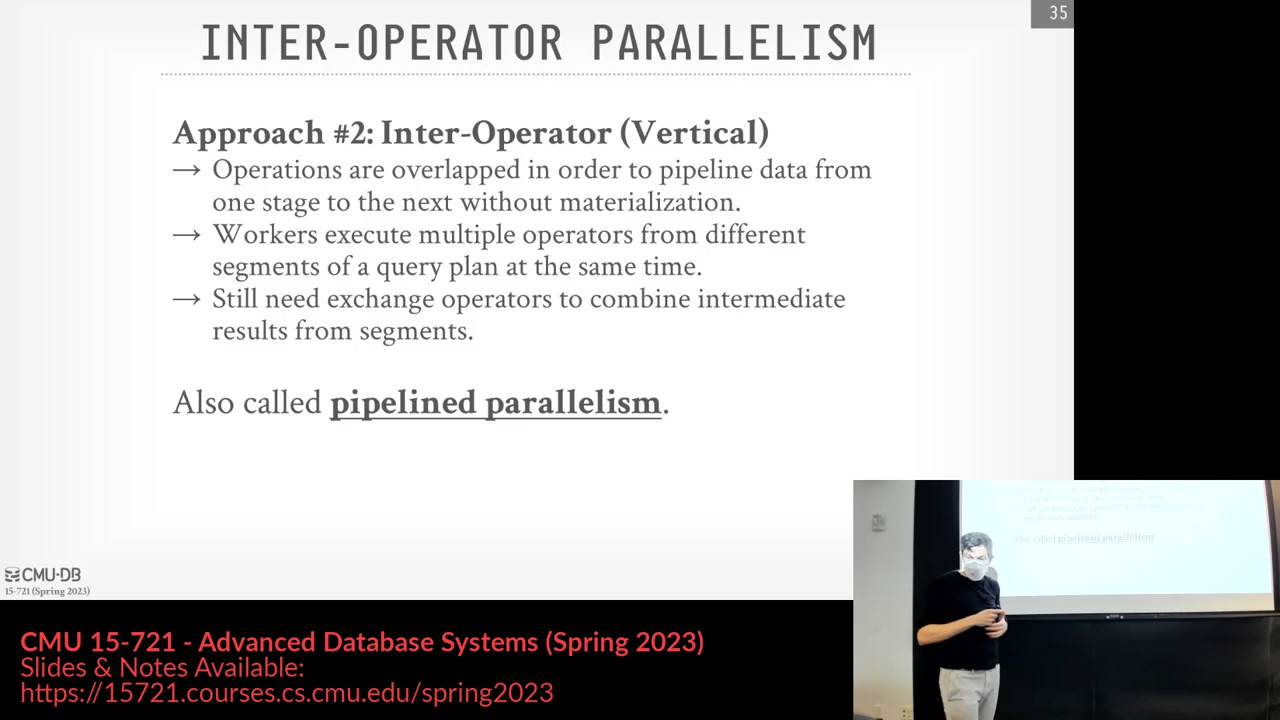 35
INTER-OPERATOR PARALLELISM
Approach #2: Inter-Operator (Vertical)
→ Operations are overlapped in order to pipeline data from
one stage to the next without materialization.
→ Workers execute multiple operators from different
segments of a query plan at the same time.
→ Still need exchange operators to combine intermediate
results from segments.
Also called pipelined parallelism.
CMU·DB
15-721 (Spring 2023)
Also called pipelined parallelism
CMU 15-721 - Advanced Database Systems (Spring 2023)
Slides & Notes Available:
https://15721.courses.cs.cmu.edu/spring2023